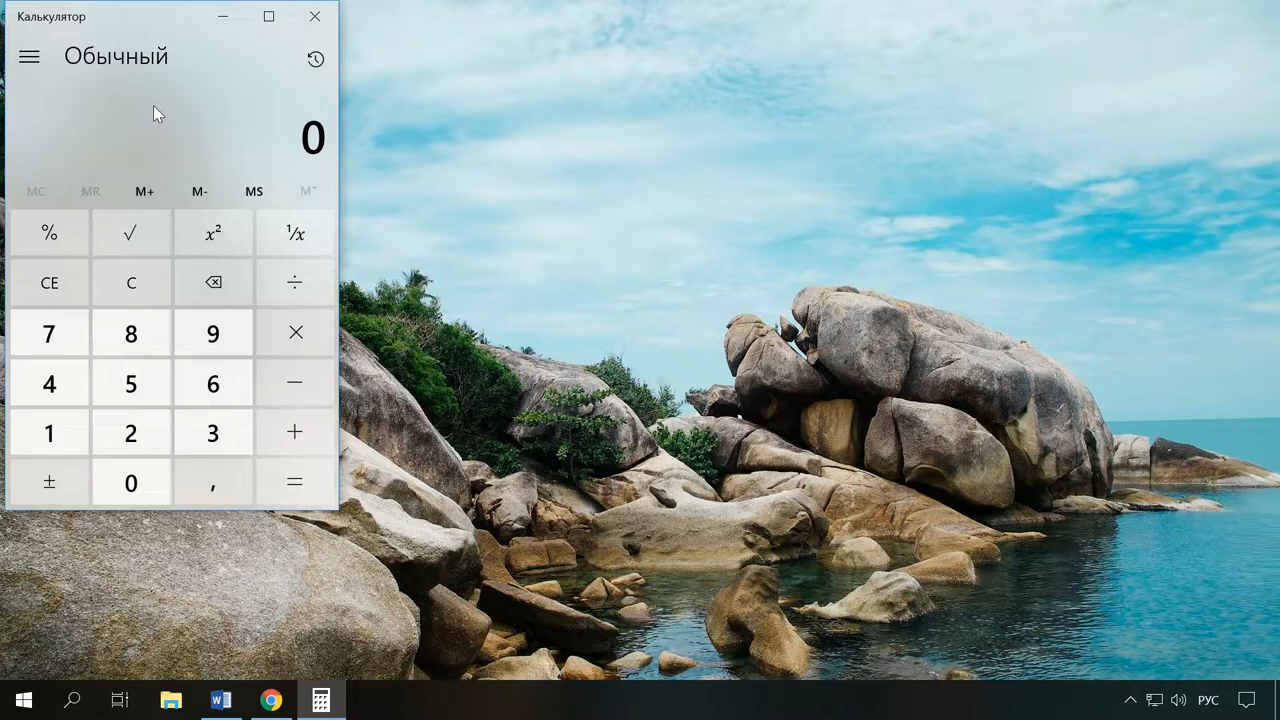 Калькулятор
Обычный
0
MC MR M+ M- MS M˅
% √ x² ¹/x
CE C ÷
7 8 9 ×
4 5 6 −
1 2 3 +
± 0 , =
РУС